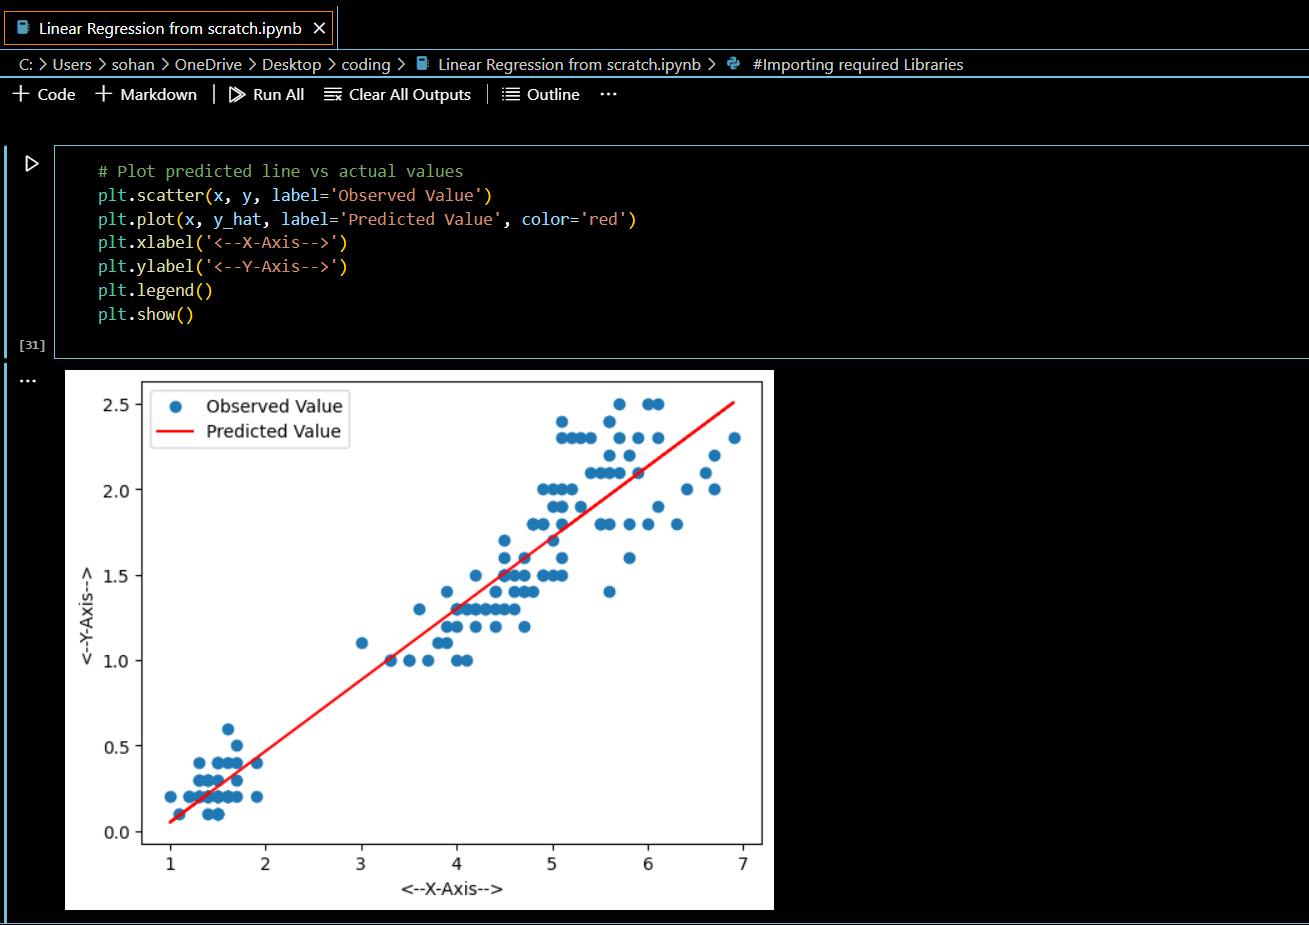 Linear Regression from scratch.ipynb
C: > Users > sohan > OneDrive > Desktop > coding > Linear Regression from scratch.ipynb > #Importing required Libraries
+ Code + Markdown | Run All Clear All Outputs | Outline ...
# Plot predicted line vs actual values
plt.scatter(x, y, label='Observed Value')
plt.plot(x, y_hat, label='Predicted Value', color='red')
plt.xlabel('<--X-Axis-->')
plt.ylabel('<--Y-Axis-->')
plt.legend()
plt.show()
[31]
...
Observed Value
Predicted Value
2.5
2.0
1.5
1.0
0.5
0.0
<--Y-Axis-->
1 2 3 4 5 6 7
<--X-Axis-->